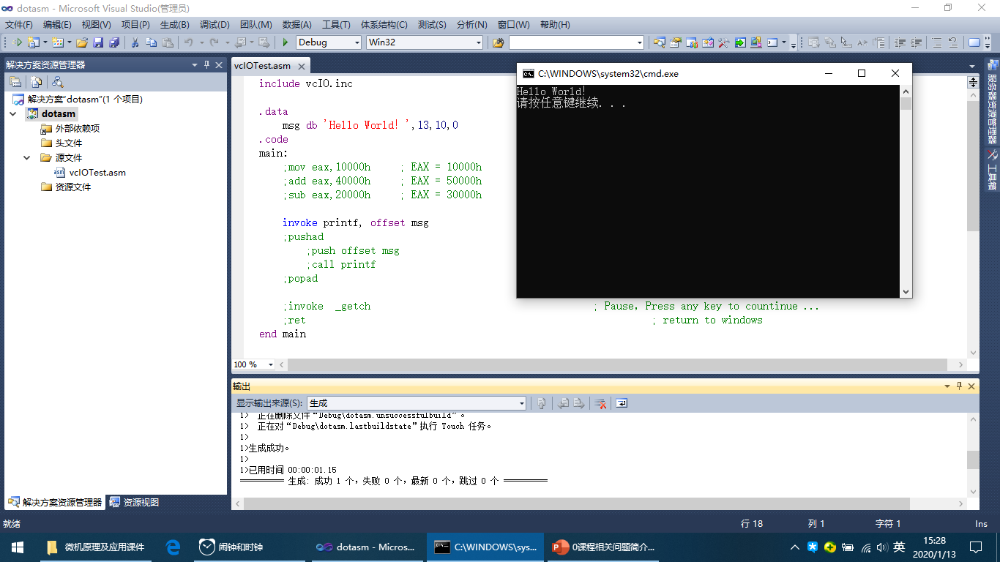 dotasm - Microsoft Visual Studio(管理员)
文件(F) 编辑(E) 视图(V) 项目(P) 生成(B) 调试(D) 团队(M) 数据(A) 工具(T) 体系结构(C) 测试(S) 分析(N) 窗口(W) 帮助(H)
Debug Win32
解决方案资源管理器
解决方案"dotasm"(1 个项目)
dotasm
外部依赖项
头文件
源文件
asm vcIOTest.asm
资源文件
解决方案资源管理器 资源视图
vcIOTest.asm
include vcIO.inc
.data
msg db 'Hello World! ',13,10,0
.code
main:
;mov eax,10000h ; EAX = 10000h
;add eax,40000h ; EAX = 50000h
;sub eax,20000h ; EAX = 30000h
invoke printf, offset msg
;pushad
;push offset msg
;call printf
;popad
;invoke _getch ; Pause, Press any key to countinue ...
;ret ; return to windows
end main
100 %
C:\WINDOWS\system32\cmd.exe
Hello World!
请按任意键继续. . .
服务器资源管理器
工具箱
输出
显示输出来源(S): 生成
1> 正在删除文件“Debug\dotasm.unsuccessfulbuild”。
1> 正在对“Debug\dotasm.lastbuildstate”执行 Touch 任务。
1>
1>生成成功。
1>
1>已用时间 00:00:01.15
========== 生成: 成功 1 个，失败 0 个，最新 0 个，跳过 0 个 ==========
就绪 行 18 列 1 字符 1 Ins
微机原理及应用课件 闹钟和时钟 dotasm - Micros... C:\WINDOWS\sys... 0课程相关问题简介... 英 15:28
2020/1/13